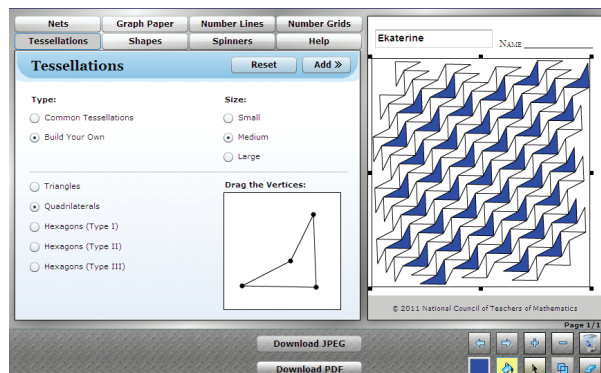 Nets Graph Paper Number Lines Number Grids
Tessellations Shapes Spinners Help
Tessellations Reset Add »
Type: Size:
Common Tessellations Small
Build Your Own Medium
Large
Triangles Drag the Vertices:
Quadrilaterals
Hexagons (Type I)
Hexagons (Type II)
Hexagons (Type III)
Ekaterine NAME
© 2011 National Council of Teachers of Mathematics
Page 1/1
Download JPEG
Download PDF